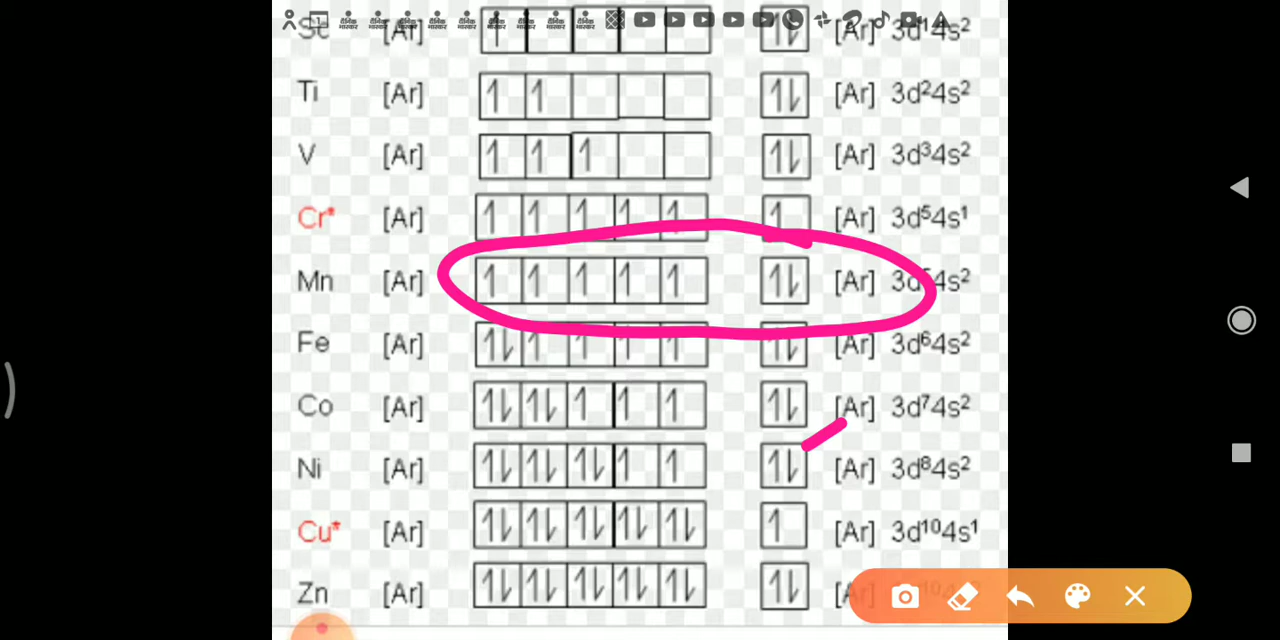 Sc [Ar] [Ar] 3d¹4s²
Ti [Ar] [Ar] 3d²4s²
V [Ar] [Ar] 3d³4s²
Cr* [Ar] [Ar] 3d⁵4s¹
Mn [Ar] [Ar] 3d⁵4s²
Fe [Ar] [Ar] 3d⁶4s²
Co [Ar] [Ar] 3d⁷4s²
Ni [Ar] [Ar] 3d⁸4s²
Cu* [Ar] [Ar] 3d¹⁰4s¹
Zn [Ar]